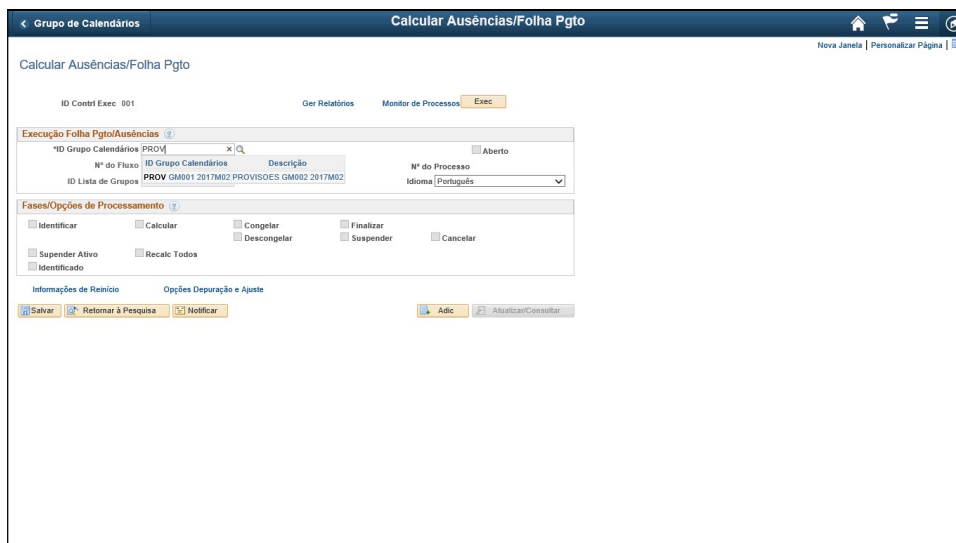 Grupo de Calendários Calcular Ausências/Folha Pgto
Nova Janela | Personalizar Página |
Calcular Ausências/Folha Pgto
ID Contrl Exec 001 Ger Relatórios Monitor de Processos Exec
Execução Folha Pgto/Ausências
*ID Grupo Calendários PROV Aberto
Nº do Fluxo ID Grupo Calendários Descrição Nº do Processo
ID Lista de Grupos PROV GM001 2017M02 PROVISOES GM002 2017M02 Idioma Português
Fases/Opções de Processamento
Identificar Calcular Congelar Finalizar
Descongelar Suspender Cancelar
Supender Ativo Recalc Todos
Identificado
Informações de Reinício Opções Depuração e Ajuste
Salvar Retornar à Pesquisa Notificar Adic Atualizar/Consultar